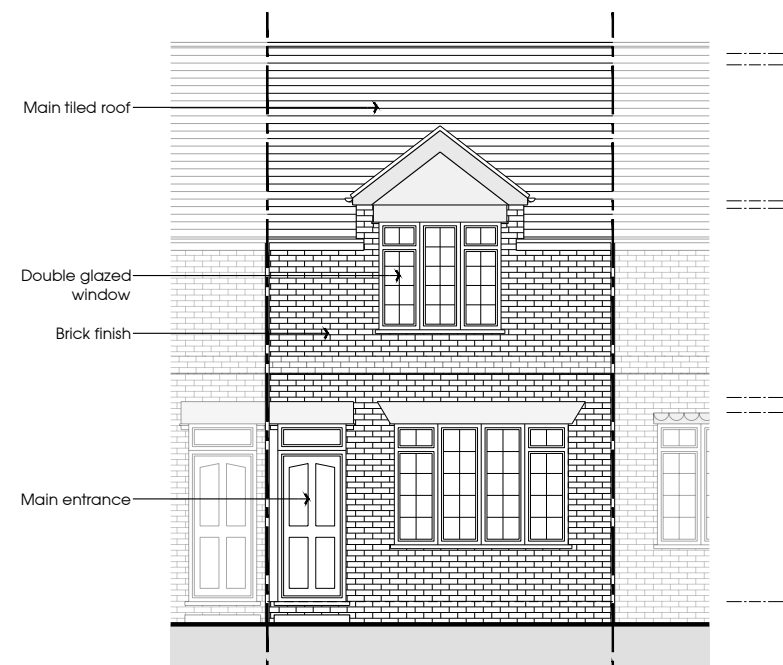 Main tiled roof
Double glazed
window
Brick finish
Main entrance